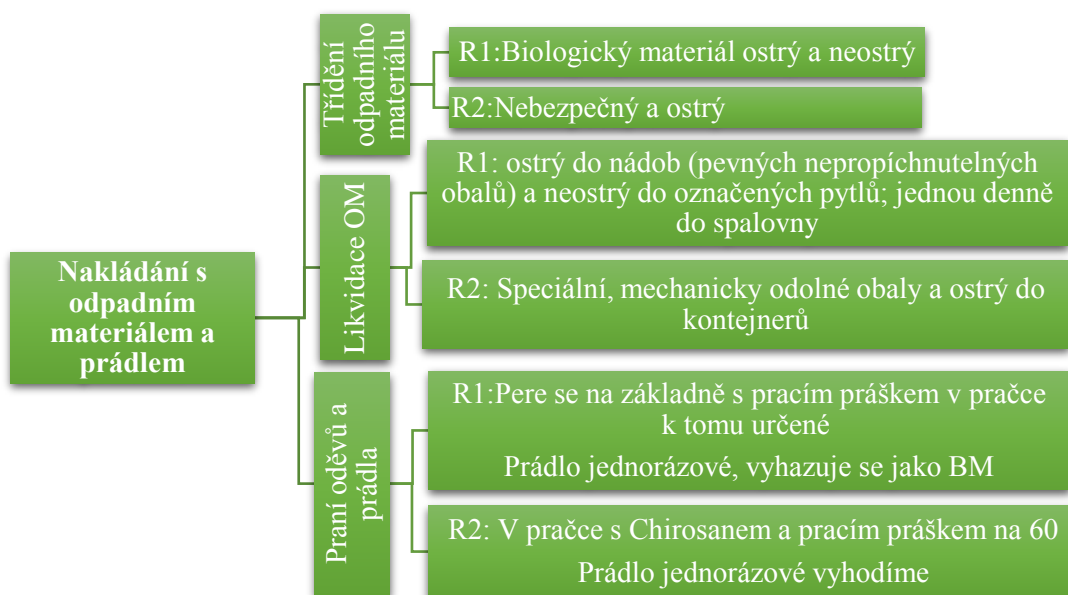 Nakládání s
odpadním
materiálem a
prádlem
Třídění
odpadního
materiálu
R1:Biologický materiál ostrý a neostrý
R2:Nebezpečný a ostrý
Likvidace OM
R1: ostrý do nádob (pevných nepropíchnutelných
obalů) a neostrý do označených pytlů; jednou denně
do spalovny
R2: Speciální, mechanicky odolné obaly a ostrý do
kontejnerů
Praní oděvů a
prádla
R1:Pere se na základně s pracím práškem v pračce
k tomu určené
Prádlo jednorázové, vyhazuje se jako BM
R2: V pračce s Chirosanem a pracím práškem na 60
Prádlo jednorázové vyhodíme